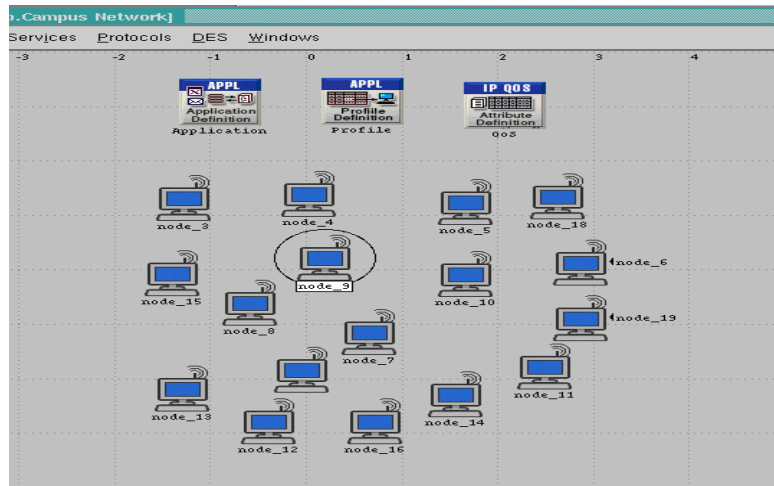 o.Campus Network]
Services Protocols DES Windows
-3 -2 -1 0 1 2 3 4
APPL
Application
Definition
Application
APPL
Profile
Definition
Profile
IP QOS
Attribute
Definition
QoS
node_3
node_4
node_5
node_18
node_9
node_6
node_15
node_8
node_10
node_19
node_7
node_11
node_13
node_14
node_12
node_16